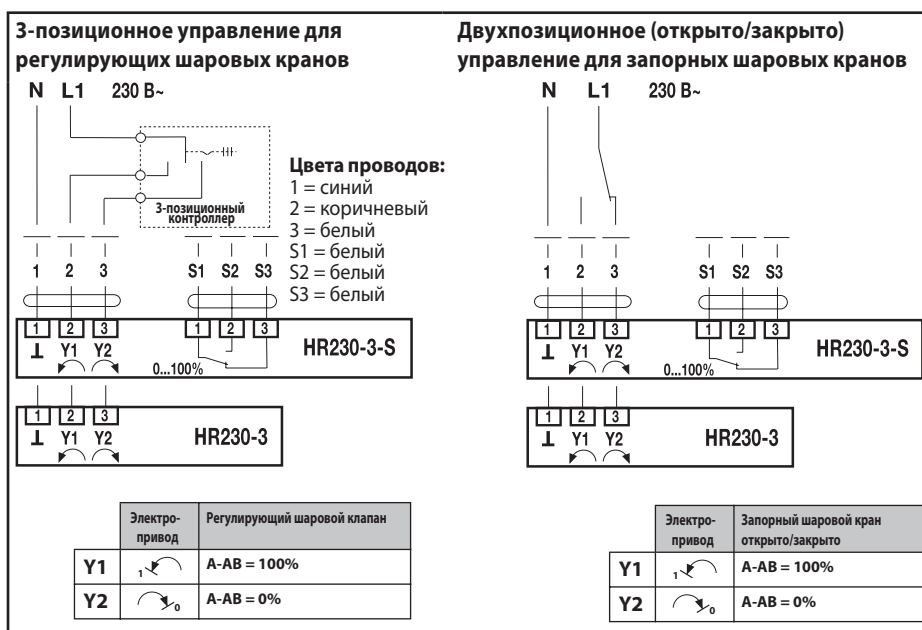 3-позиционное управление для
регулирующих шаровых кранов
N L1 230 В~
3-позиционный
контроллер
Цвета проводов:
1 = синий
2 = коричневый
3 = белый
S1 = белый
S2 = белый
S3 = белый
1 2 3 S1 S2 S3
1 2 3 1 2 3
⊥ Y1 Y2 HR230-3-S
0...100%
1 2 3
⊥ Y1 Y2 HR230-3
Электро-
привод
Регулирующий шаровой клапан
Y1 1 A-AB = 100%
Y2 0 A-AB = 0%
Двухпозиционное (открыто/закрыто)
управление для запорных шаровых кранов
N L1 230 В~
1 2 3 S1 S2 S3
1 2 3 1 2 3
⊥ Y1 Y2 HR230-3-S
0...100%
1 2 3
⊥ Y1 Y2 HR230-3
Электро-
привод
Запорный шаровой кран
открыто/закрыто
Y1 1 A-AB = 100%
Y2 0 A-AB = 0%